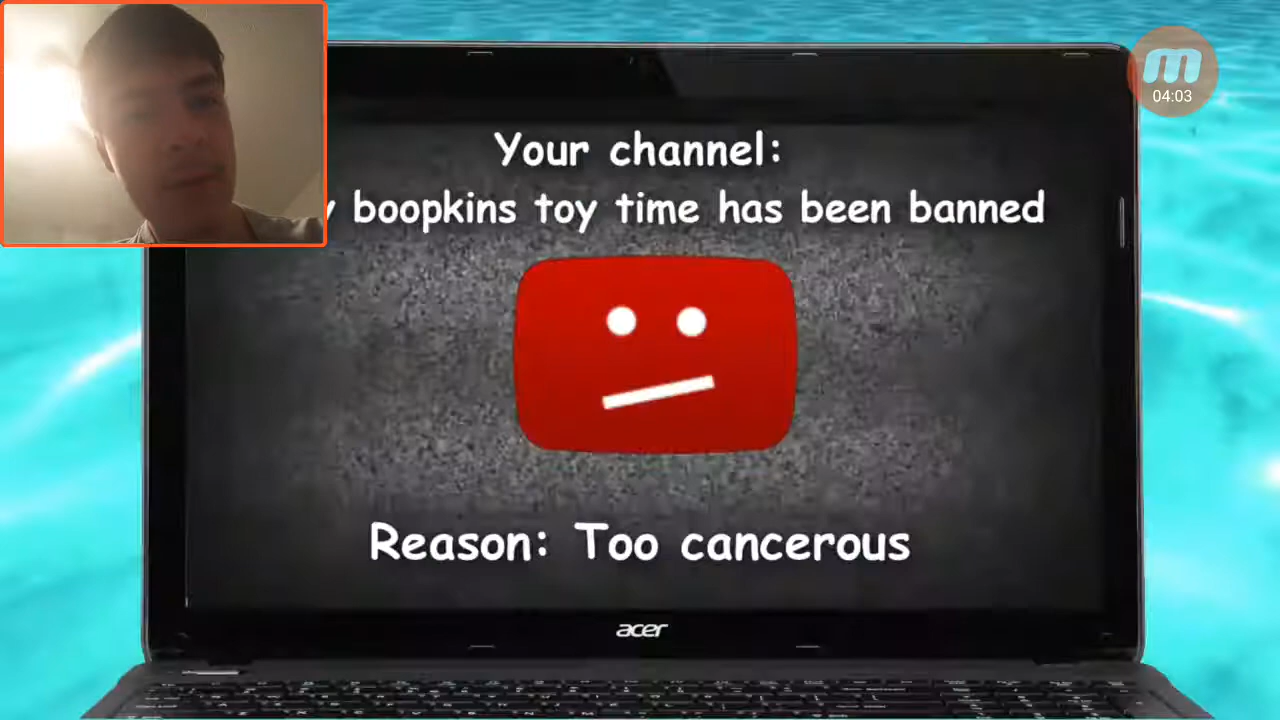 m
04:03
Your channel:
boopkins toy time has been banned
Reason: Too cancerous
acer